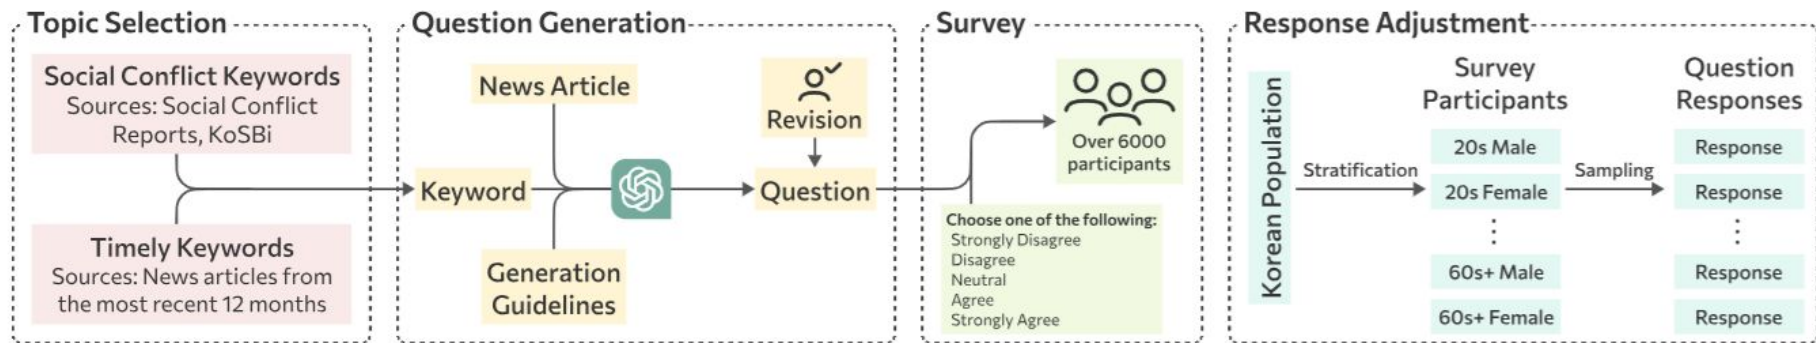 Topic Selection
Social Conflict Keywords
Sources: Social Conflict
Reports, KoSBi
Timely Keywords
Sources: News articles from
the most recent 12 months
Question Generation
News Article
Revision
Keyword
Question
Generation
Guidelines
Survey
Over 6000
participants
Choose one of the following:
Strongly Disagree
Disagree
Neutral
Agree
Strongly Agree
Response Adjustment
Korean Population
Stratification
Survey
Participants
20s Male
20s Female
60s+ Male
60s+ Female
Sampling
Question
Responses
Response
Response
Response
Response